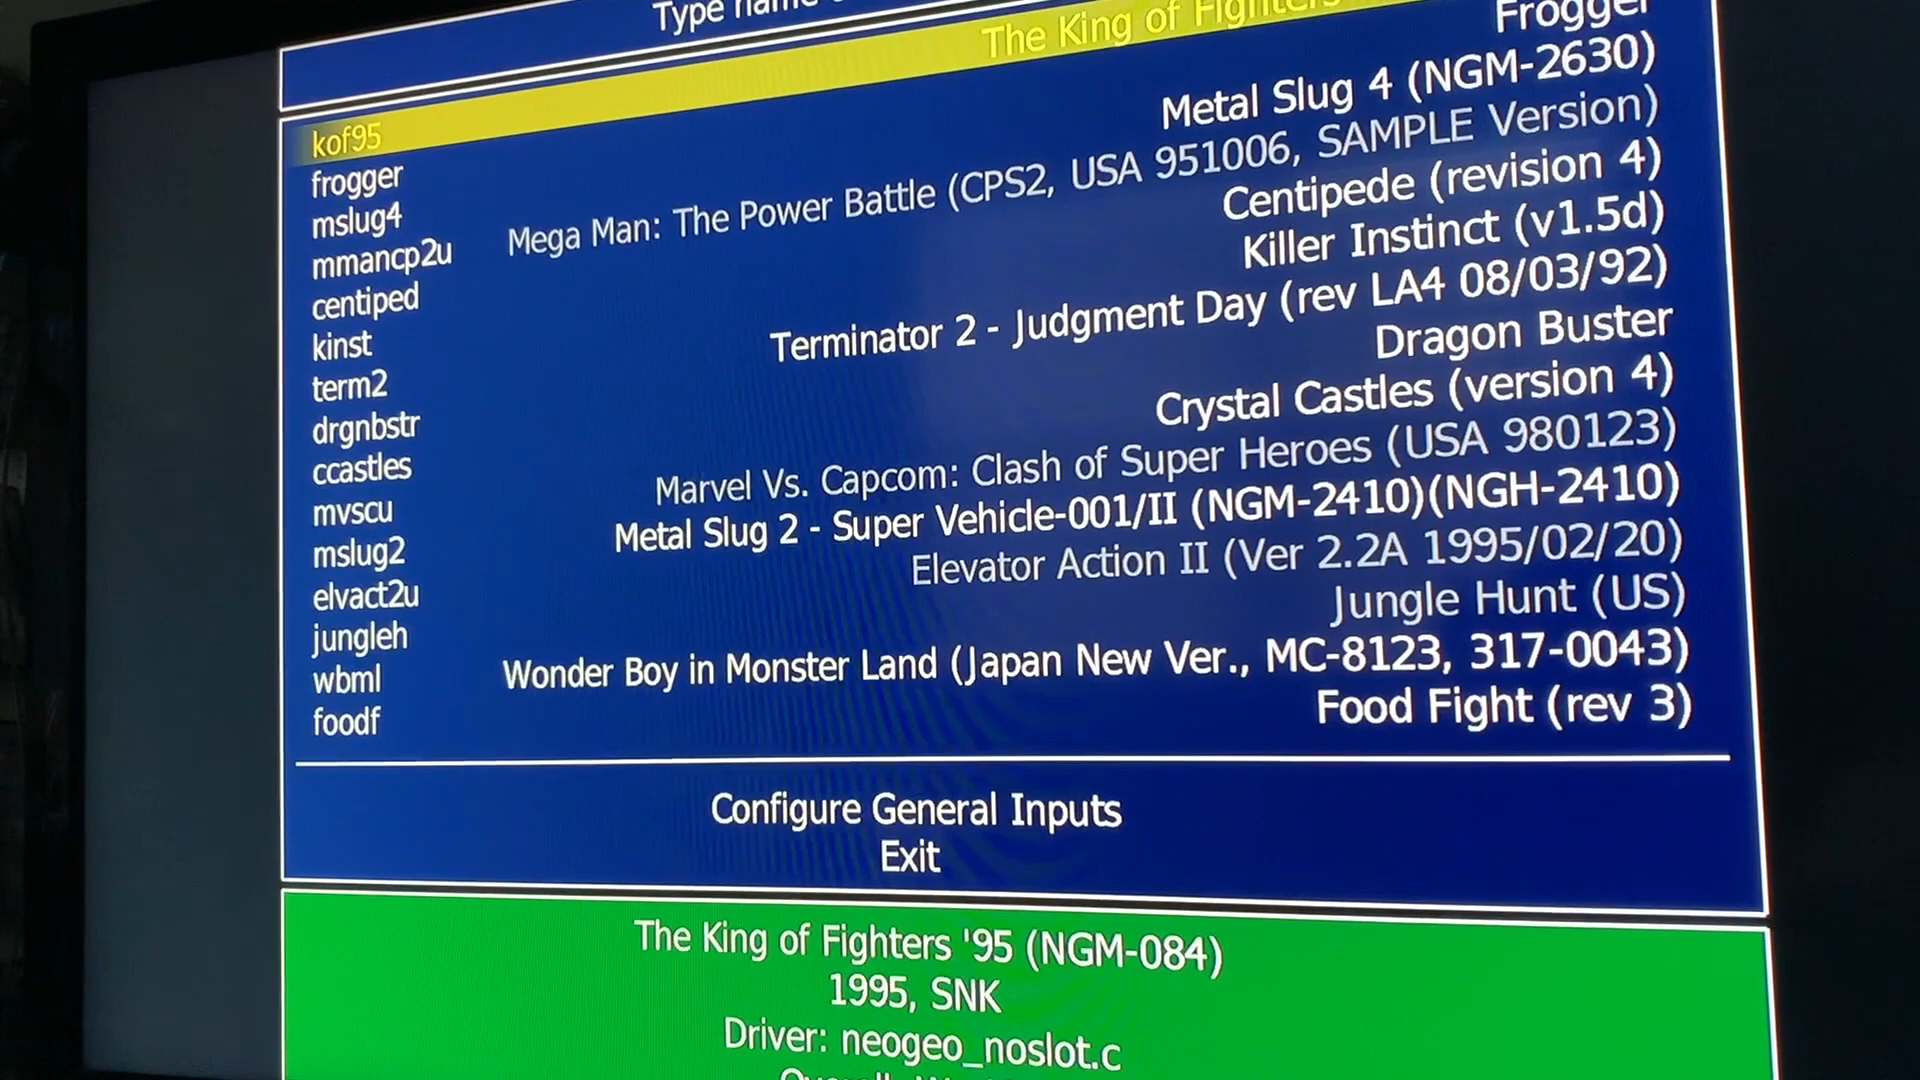 Type name
kof95 The King of Fighters
frogger Frogger
mslug4 Metal Slug 4 (NGM-2630)
mmancp2u Mega Man: The Power Battle (CPS2, USA 951006, SAMPLE Version)
centiped Centipede (revision 4)
kinst Killer Instinct (v1.5d)
term2 Terminator 2 - Judgment Day (rev LA4 08/03/92)
drgnbstr Dragon Buster
ccastles Crystal Castles (version 4)
mvscu Marvel Vs. Capcom: Clash of Super Heroes (USA 980123)
mslug2 Metal Slug 2 - Super Vehicle-001/II (NGM-2410)(NGH-2410)
elvact2u Elevator Action II (Ver 2.2A 1995/02/20)
jungleh Jungle Hunt (US)
wbml Wonder Boy in Monster Land (Japan New Ver., MC-8123, 317-0043)
foodf Food Fight (rev 3)
Configure General Inputs
Exit
The King of Fighters '95 (NGM-084)
1995, SNK
Driver: neogeo_noslot.c